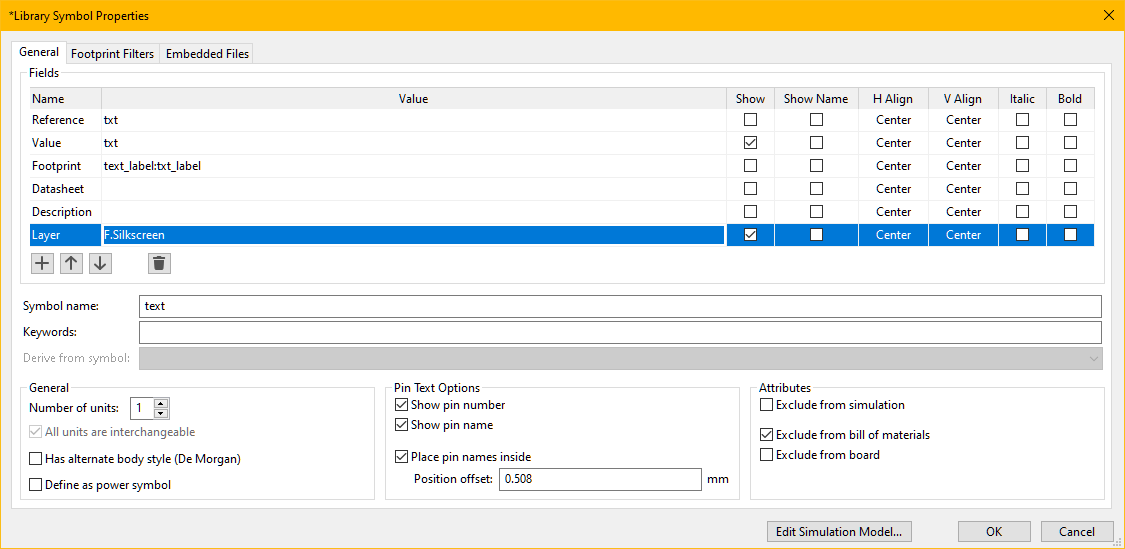 *Library Symbol Properties
General Footprint Filters Embedded Files
Fields
Name Value Show Show Name H Align V Align Italic Bold
Reference txt Center Center
Value txt Center Center
Footprint text_label:txt_label Center Center
Datasheet Center Center
Description Center Center
Layer F.Silkscreen Center Center
Symbol name: text
Keywords:
Derive from symbol:
General Pin Text Options Attributes
Number of units: 1 Show pin number Exclude from simulation
All units are interchangeable Show pin name Exclude from bill of materials
Has alternate body style (De Morgan) Place pin names inside Exclude from board
Define as power symbol Position offset: 0.508 mm
Edit Simulation Model... OK Cancel